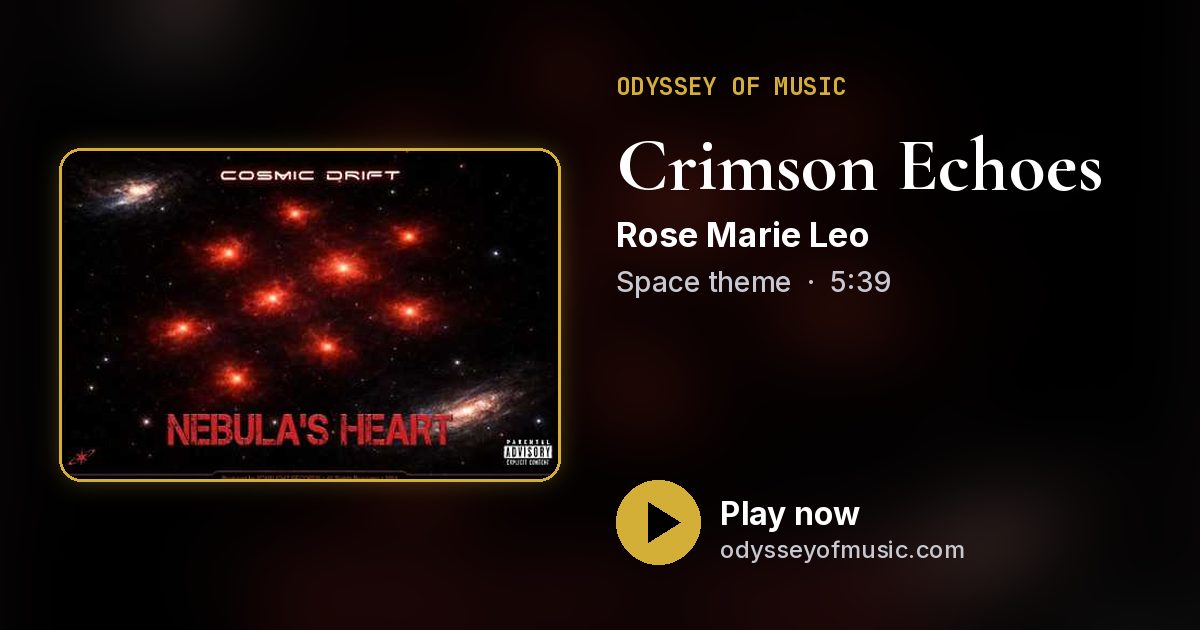 ODYSSEY OF MUSIC
Crimson Echoes
Rose Marie Leo
Space theme · 5:39
COSMIC DRIFT
NEBULA'S HEART
PARENTAL
ADVISORY
EXPLICIT CONTENT
Play now
odysseyofmusic.com